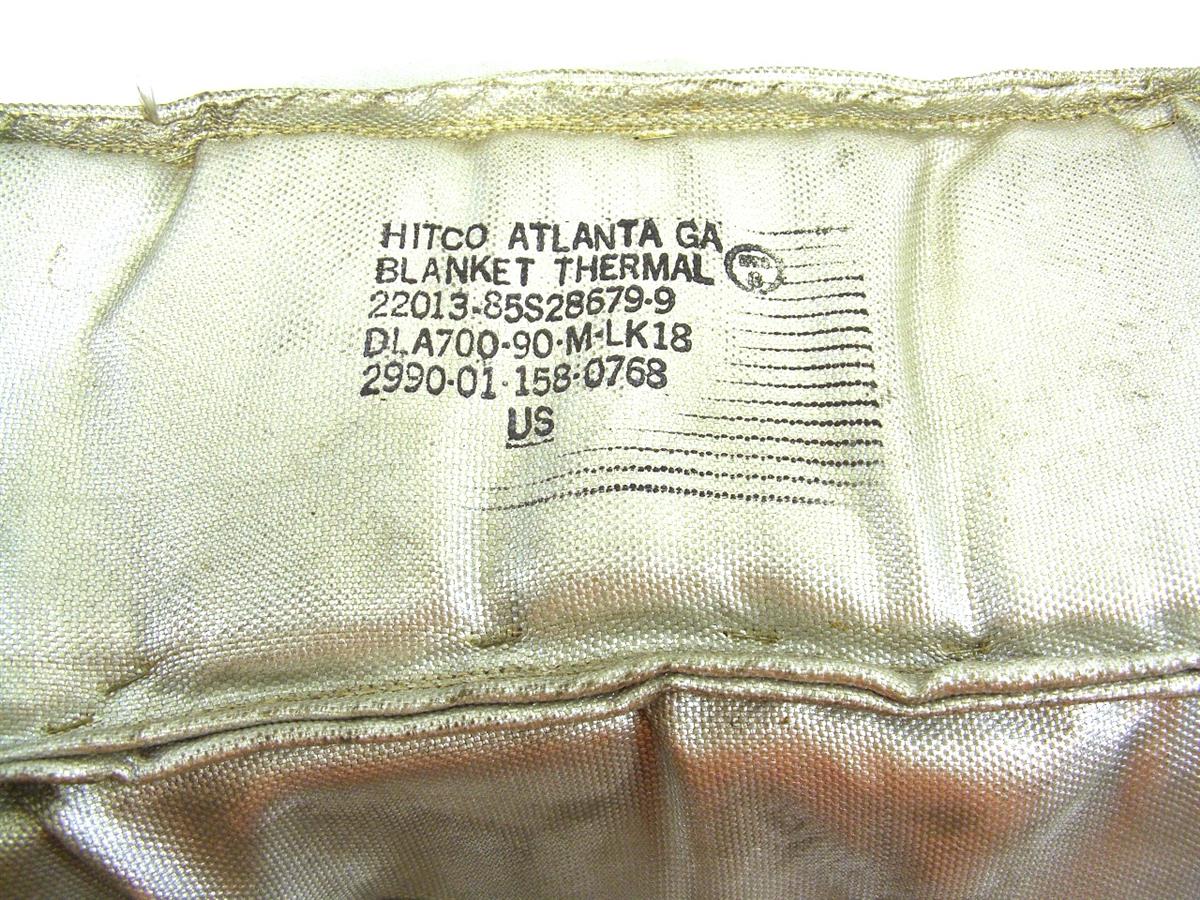 HITCO ATLANTA GA
BLANKET THERMAL
22013-85S28679-9
DLA700-90-M-LK18
2990-01-158-0768
US